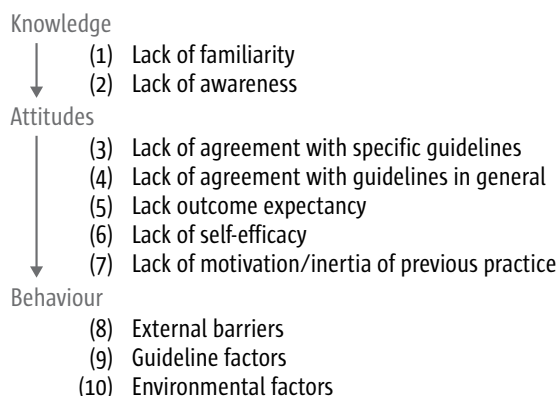 Knowledge
(1) Lack of familiarity
(2) Lack of awareness
Attitudes
(3) Lack of agreement with specific guidelines
(4) Lack of agreement with guidelines in general
(5) Lack outcome expectancy
(6) Lack of self-efficacy
(7) Lack of motivation/inertia of previous practice
Behaviour
(8) External barriers
(9) Guideline factors
(10) Environmental factors